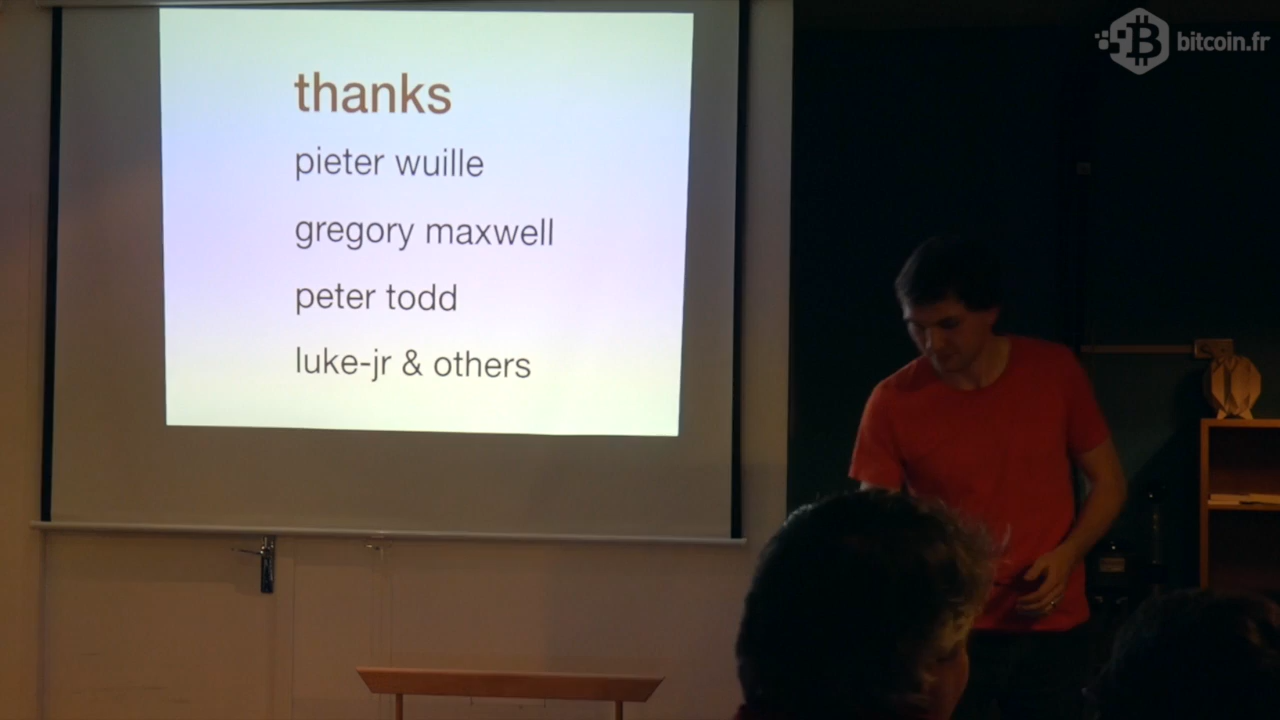 thanks
pieter wuille
gregory maxwell
peter todd
luke-jr & others
bitcoin.fr